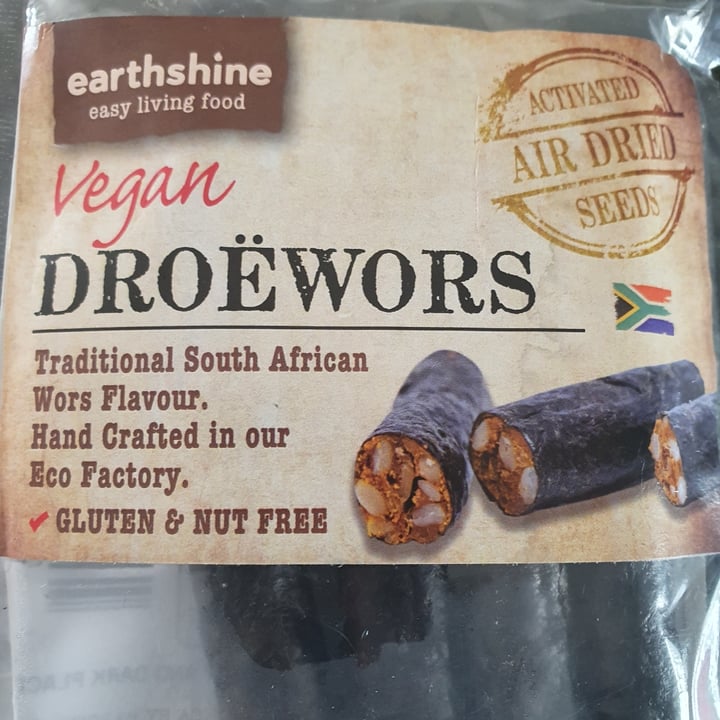 earthshine
easy living food
Vegan
DROËWORS
ACTIVATED
AIR DRIED
SEEDS
Traditional South African
Wors Flavour.
Hand Crafted in our
Eco Factory.
✔ GLUTEN & NUT FREE